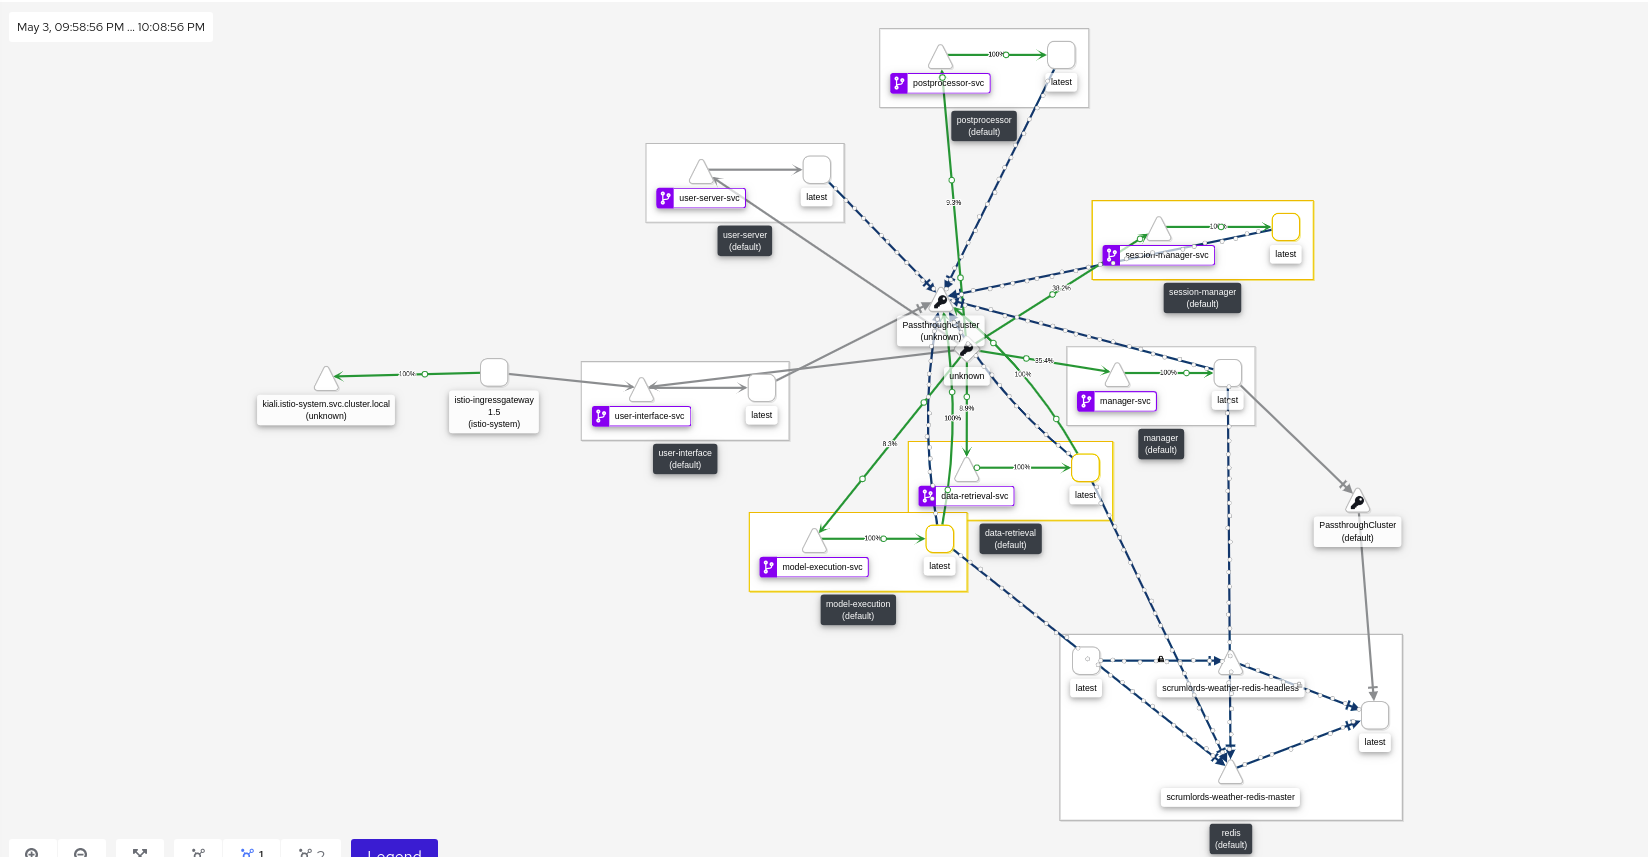 May 3, 09:58:56 PM ... 10:08:56 PM
100%
postprocessor-svc
latest
postprocessor
(default)
user-server-svc
latest
user-server
(default)
9.3%
100%
session-manager-svc
latest
session-manager
(default)
38.2%
PassthroughCluster
(unknown)
unknown
35.4%
100%
100%
manager-svc
latest
manager
(default)
100%
kiali.istio-system.svc.cluster.local
(unknown)
istio-ingressgateway
1.5
(istio-system)
user-interface-svc
latest
user-interface
(default)
8.9%
100%
8.3%
100%
data-retrieval-svc
latest
data-retrieval
(default)
100%
model-execution-svc
latest
model-execution
(default)
PassthroughCluster
(default)
latest
scrumlords-weather-redis-headless
latest
scrumlords-weather-redis-master
redis
(default)
1
2
Legend